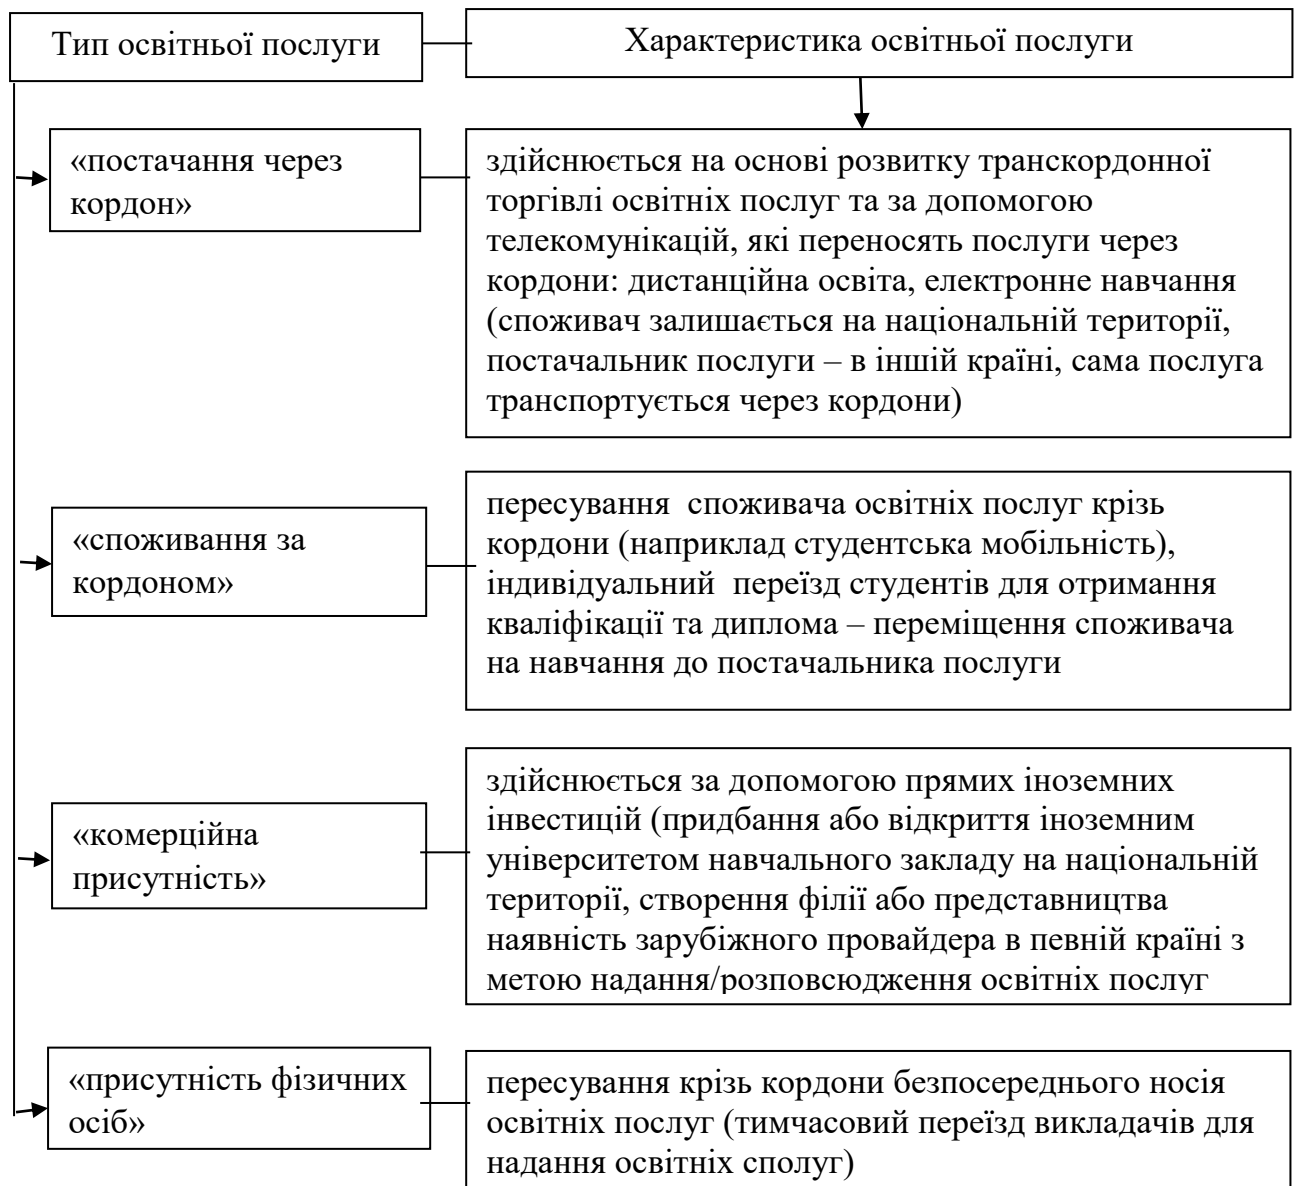 Тип освітньої послуги
Характеристика освітньої послуги
«постачання через
кордон»
здійснюється на основі розвитку транскордонної
торгівлі освітніх послуг та за допомогою
телекомунікацій, які переносять послуги через
кордони: дистанційна освіта, електронне навчання
(споживач залишається на національній території,
постачальник послуги – в іншій країні, сама послуга
транспортується через кордони)
«споживання за
кордоном»
пересування споживача освітніх послуг крізь
кордони (наприклад студентська мобільність),
індивідуальний переїзд студентів для отримання
кваліфікації та диплома – переміщення споживача
на навчання до постачальника послуги
«комерційна
присутність»
здійснюється за допомогою прямих іноземних
інвестицій (придбання або відкриття іноземним
університетом навчального закладу на національній
території, створення філії або представництва
наявність зарубіжного провайдера в певній країні з
метою надання/розповсюдження освітніх послуг
«присутність фізичних
осіб»
пересування крізь кордони безпосереднього носія
освітніх послуг (тимчасовий переїзд викладачів для
надання освітніх сполуг)